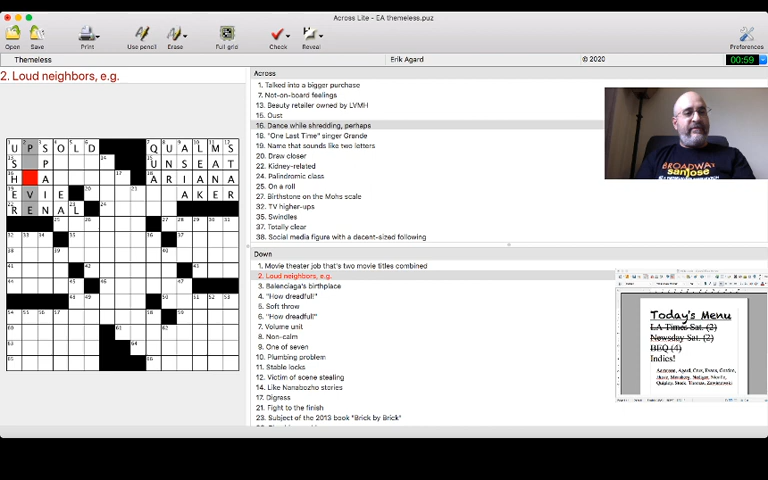 Across Lite - EA themeless.puz
Open
Save
Print
Use pencil
Erase
Full grid
Check
Reveal
Preferences
Themeless
Erik Agard
© 2020
00:59
2. Loud neighbors, e.g.
Across
1. Talked into a bigger purchase
7. Not-on-board feelings
13. Beauty retailer owned by LVMH
15. Oust
16. Dance while shredding, perhaps
18. "One Last Time" singer Grande
19. Name that sounds like two letters
20. Draw closer
22. Kidney-related
24. Palindromic class
25. On a roll
27. Birthstone on the Mohs scale
32. TV higher-ups
35. Swindles
37. Totally clear
38. Social media figure with a decent-sized following
Down
1. Movie theater job that's two movie titles combined
2. Loud neighbors, e.g.
3. Balenciaga's birthplace
4. "How dreadful!"
5. Soft throw
6. "How dreadful!"
7. Volume unit
8. Non-calm
9. One of seven
10. Plumbing problem
11. Stable locks
12. Victim of scene stealing
14. Like Nanabozho stories
17. Digress
21. Fight to the finish
23. Subject of the 2013 book "Brick by Brick"
U P S O L D Q U A L M S
S P U N S E A T
H A A R I A N A
E V I E A K E R
R E N A L
BROADWAY
sanjose
Today's Menu
LA Times Sat. (2)
Newsday Sat. (2)
BEQ (4)
Indies!